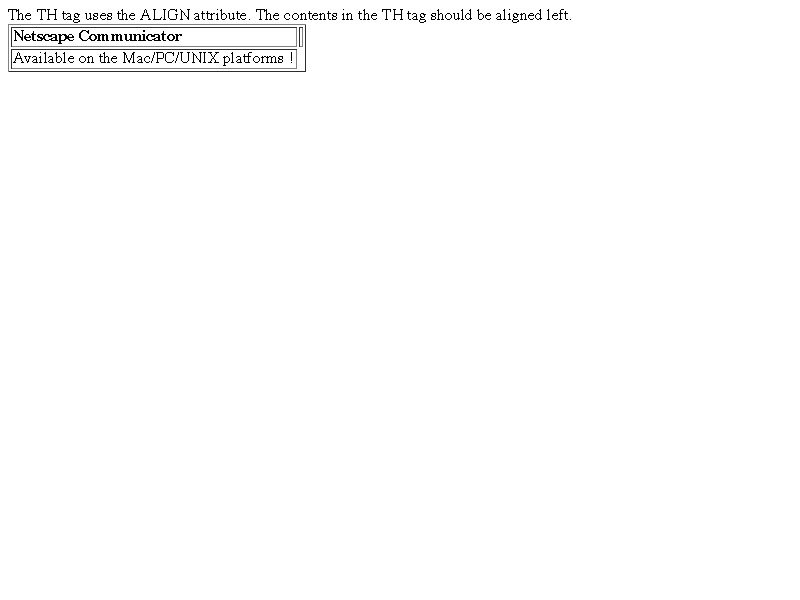 The TH tag uses the ALIGN attribute. The contents in the TH tag should be aligned left.
Netscape Communicator
Available on the Mac/PC/UNIX platforms !